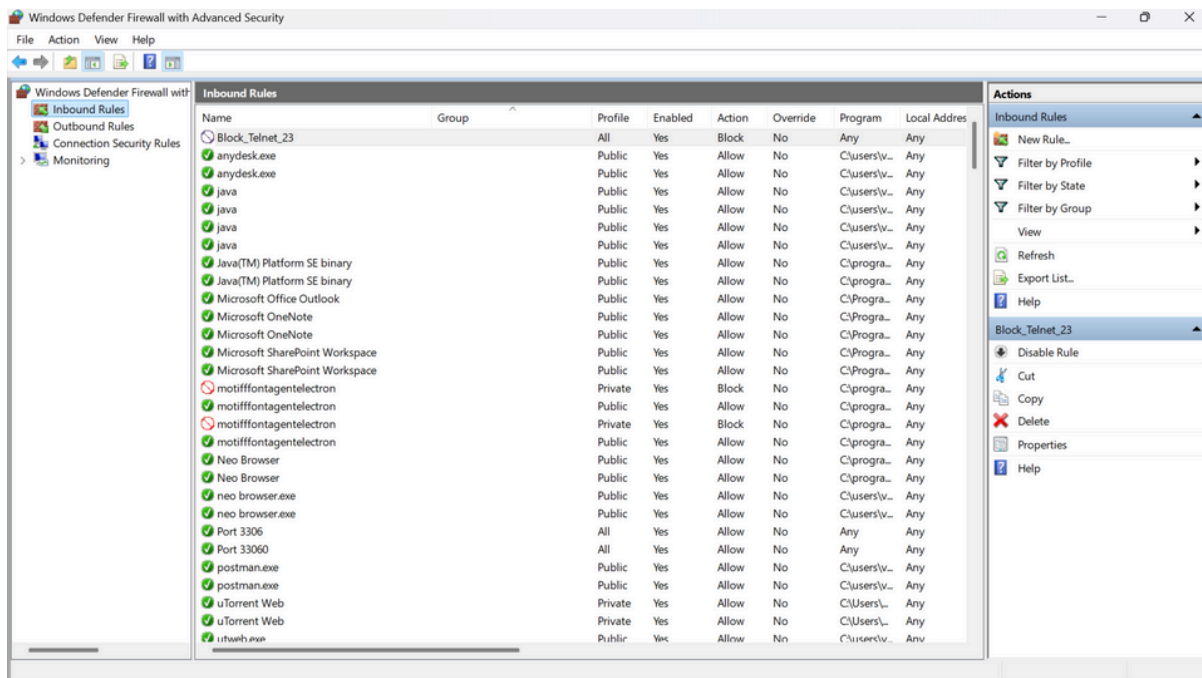 Windows Defender Firewall with Advanced Security
File Action View Help
Windows Defender Firewall with
Inbound Rules
Outbound Rules
Connection Security Rules
Monitoring
Inbound Rules
Name Group Profile Enabled Action Override Program Local Addres
Block_Telnet_23 All Yes Block No Any Any
anydesk.exe Public Yes Allow No C:\users\v... Any
anydesk.exe Public Yes Allow No C:\users\v... Any
java Public Yes Allow No C:\users\v... Any
java Public Yes Allow No C:\users\v... Any
java Public Yes Allow No C:\users\v... Any
java Public Yes Allow No C:\users\v... Any
Java(TM) Platform SE binary Public Yes Allow No C:\progra... Any
Java(TM) Platform SE binary Public Yes Allow No C:\progra... Any
Microsoft Office Outlook Public Yes Allow No C:\Progra... Any
Microsoft OneNote Public Yes Allow No C:\Progra... Any
Microsoft OneNote Public Yes Allow No C:\Progra... Any
Microsoft SharePoint Workspace Public Yes Allow No C:\Progra... Any
Microsoft SharePoint Workspace Public Yes Allow No C:\Progra... Any
motifffontagentelectron Private Yes Block No C:\progra... Any
motifffontagentelectron Public Yes Allow No C:\progra... Any
motifffontagentelectron Private Yes Block No C:\progra... Any
motifffontagentelectron Public Yes Allow No C:\progra... Any
Neo Browser Public Yes Allow No C:\progra... Any
Neo Browser Public Yes Allow No C:\progra... Any
neo browser.exe Public Yes Allow No C:\users\v... Any
neo browser.exe Public Yes Allow No C:\users\v... Any
Port 3306 All Yes Allow No Any Any
Port 33060 All Yes Allow No Any Any
postman.exe Public Yes Allow No C:\users\v... Any
postman.exe Public Yes Allow No C:\users\v... Any
uTorrent Web Private Yes Allow No C:\Users\... Any
uTorrent Web Private Yes Allow No C:\Users\... Any
utweb.exe Public Yes Allow No C:\users\v... Any
Actions
Inbound Rules
New Rule...
Filter by Profile
Filter by State
Filter by Group
View
Refresh
Export List...
Help
Block_Telnet_23
Disable Rule
Cut
Copy
Delete
Properties
Help